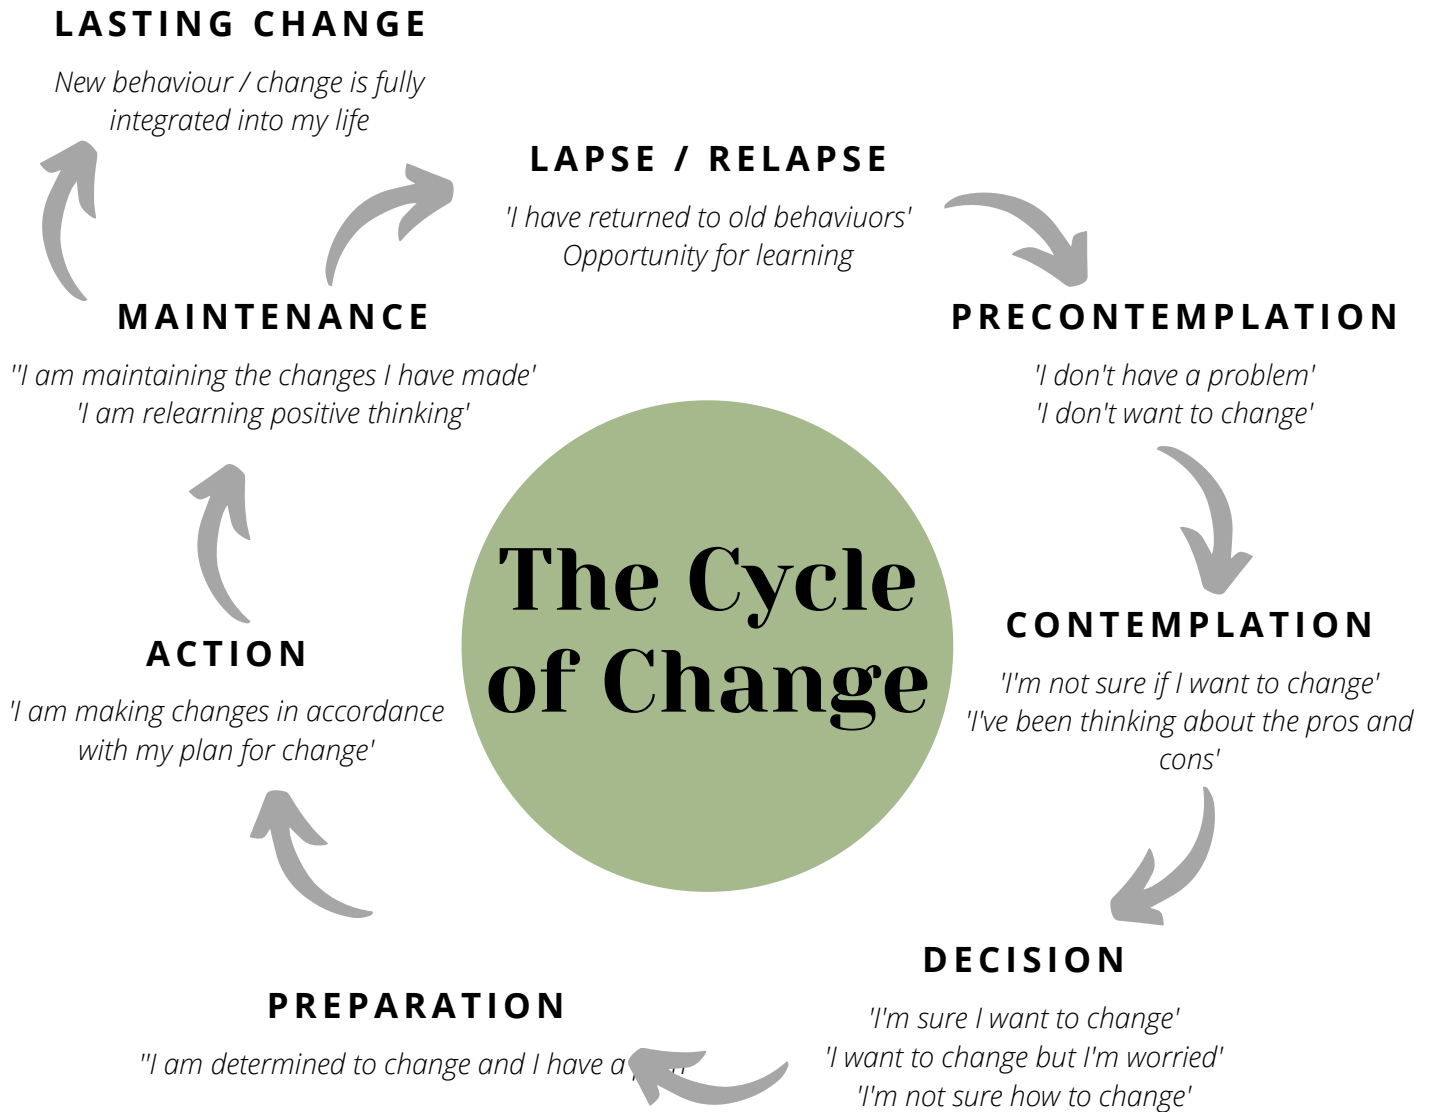 LASTING CHANGE
New behaviour / change is fully
integrated into my life
LAPSE / RELAPSE
'I have returned to old behaviuors'
Opportunity for learning
MAINTENANCE
"I am maintaining the changes I have made'
'I am relearning positive thinking'
PRECONTEMPLATION
'I don't have a problem'
'I don't want to change'
The Cycle
of Change
CONTEMPLATION
'I'm not sure if I want to change'
'I've been thinking about the pros and
cons'
ACTION
'I am making changes in accordance
with my plan for change'
DECISION
'I'm sure I want to change'
'I want to change but I'm worried'
'I'm not sure how to change'
PREPARATION
"I am determined to change and I have a